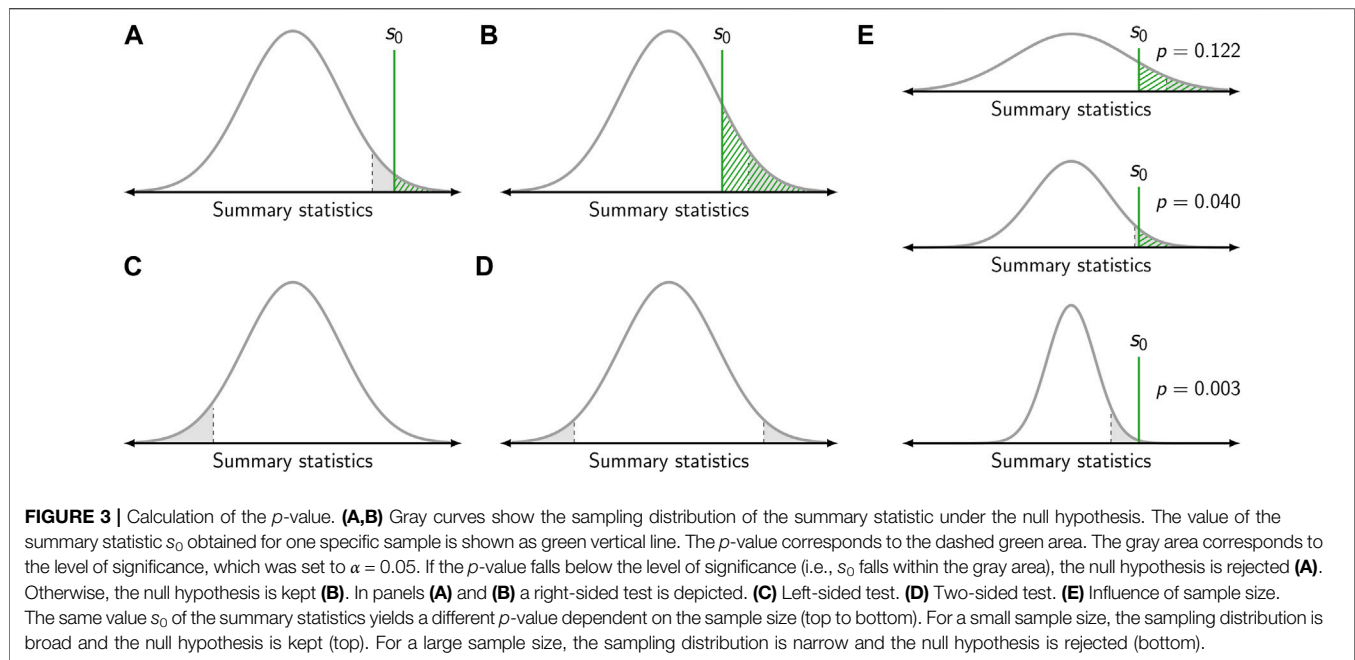 A
s0
Summary statistics
B
s0
Summary statistics
C
Summary statistics
D
Summary statistics
E
s0
p = 0.122
Summary statistics
s0
p = 0.040
Summary statistics
s0
p = 0.003
Summary statistics
FIGURE 3 | Calculation of the p-value. (A,B) Gray curves show the sampling distribution of the summary statistic under the null hypothesis. The value of the
summary statistic s0 obtained for one specific sample is shown as green vertical line. The p-value corresponds to the dashed green area. The gray area corresponds to
the level of significance, which was set to α = 0.05. If the p-value falls below the level of significance (i.e., s0 falls within the gray area), the null hypothesis is rejected (A).
Otherwise, the null hypothesis is kept (B). In panels (A) and (B) a right-sided test is depicted. (C) Left-sided test. (D) Two-sided test. (E) Influence of sample size.
The same value s0 of the summary statistics yields a different p-value dependent on the sample size (top to bottom). For a small sample size, the sampling distribution is
broad and the null hypothesis is kept (top). For a large sample size, the sampling distribution is narrow and the null hypothesis is rejected (bottom).